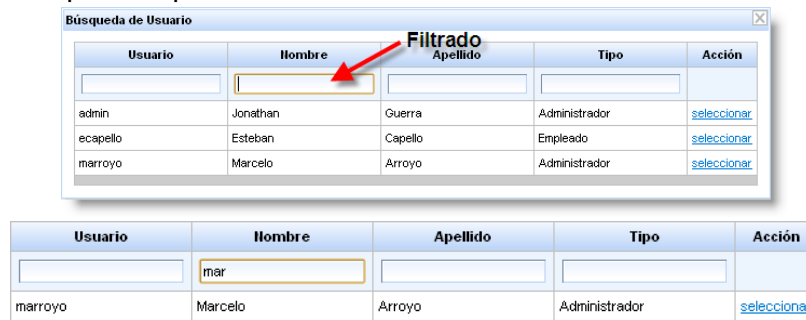 Búsqueda de Usuario
Filtrado
Usuario Nombre Apellido Tipo Acción
admin Jonathan Guerra Administrador seleccionar
ecapello Esteban Capello Empleado seleccionar
marroyo Marcelo Arroyo Administrador seleccionar
Usuario Nombre Apellido Tipo Acción
mar
marroyo Marcelo Arroyo Administrador selecciona